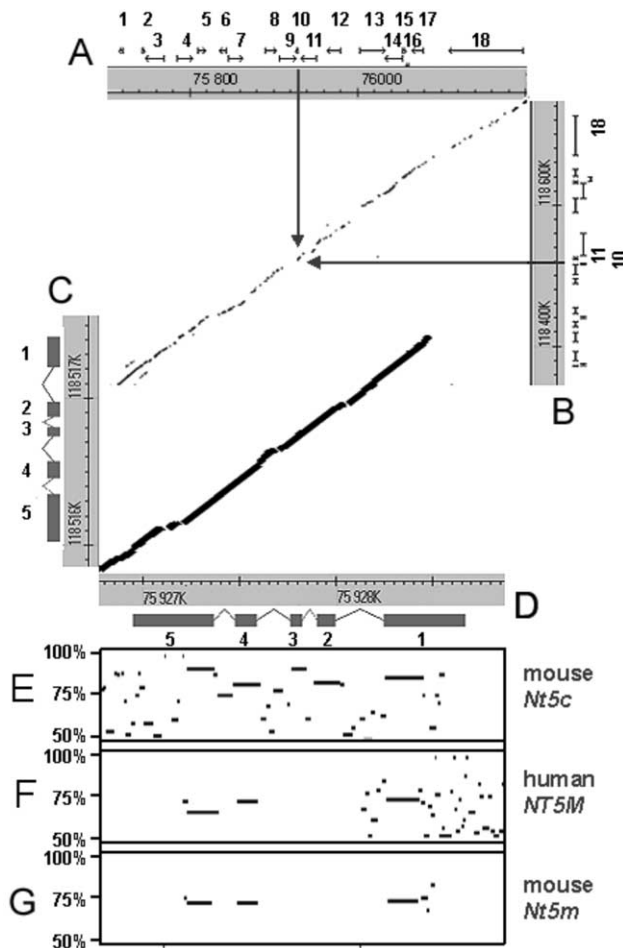 1 2 5 6 8 10 12 13 15 17
3 4 7 9 11 14 16 18
A
75 800 76000
18
118 600K
11
10
118 400K
B
C
1
2
3
4
5
118 517K
118 516K
75 927K 75 928K
D
5 4 3 2 1
E
100%
75%
50%
mouse
Nt5c
F
100%
75%
50%
human
NT5M
G
100%
75%
50%
mouse
Nt5m